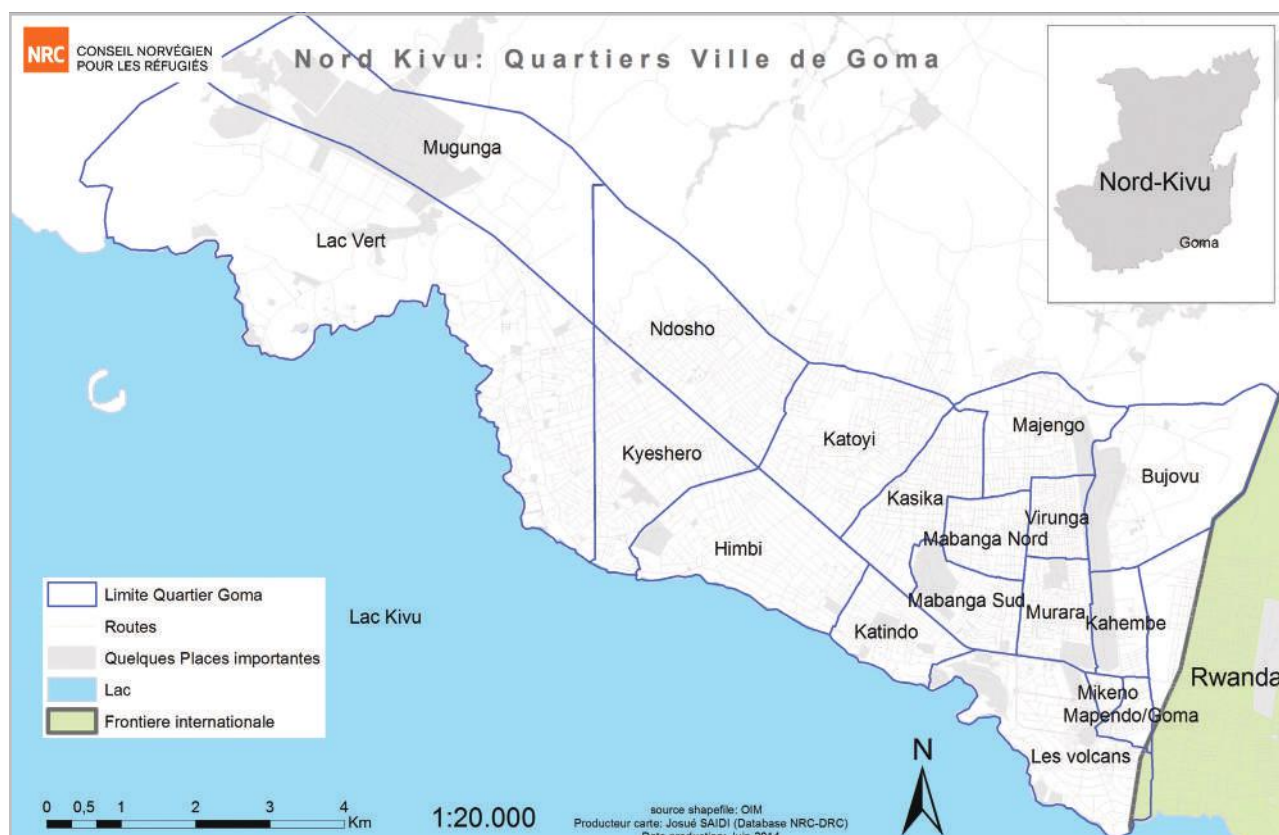 NRC
CONSEIL NORVÉGIEN
POUR LES RÉFUGIÉS
Nord Kivu: Quartiers Ville de Goma
Nord-Kivu
Goma
Mugunga
Lac Vert
Ndosho
Kyeshero
Katoyi
Majengo
Bujovu
Kasika
Virunga
Mabanga Nord
Himbi
Mabanga Sud
Murara
Kahembe
Katindo
Rwanda
Mikeno
Mapendo/Goma
Les volcans
Lac Kivu
Limite Quartier Goma
Routes
Quelques Places importantes
Lac
Frontiere internationale
N
0 0,5 1 2 3 4
Km
1:20.000
source shapefile: OIM
Producteur carte: Josué SAIDI (Database NRC-DRC)